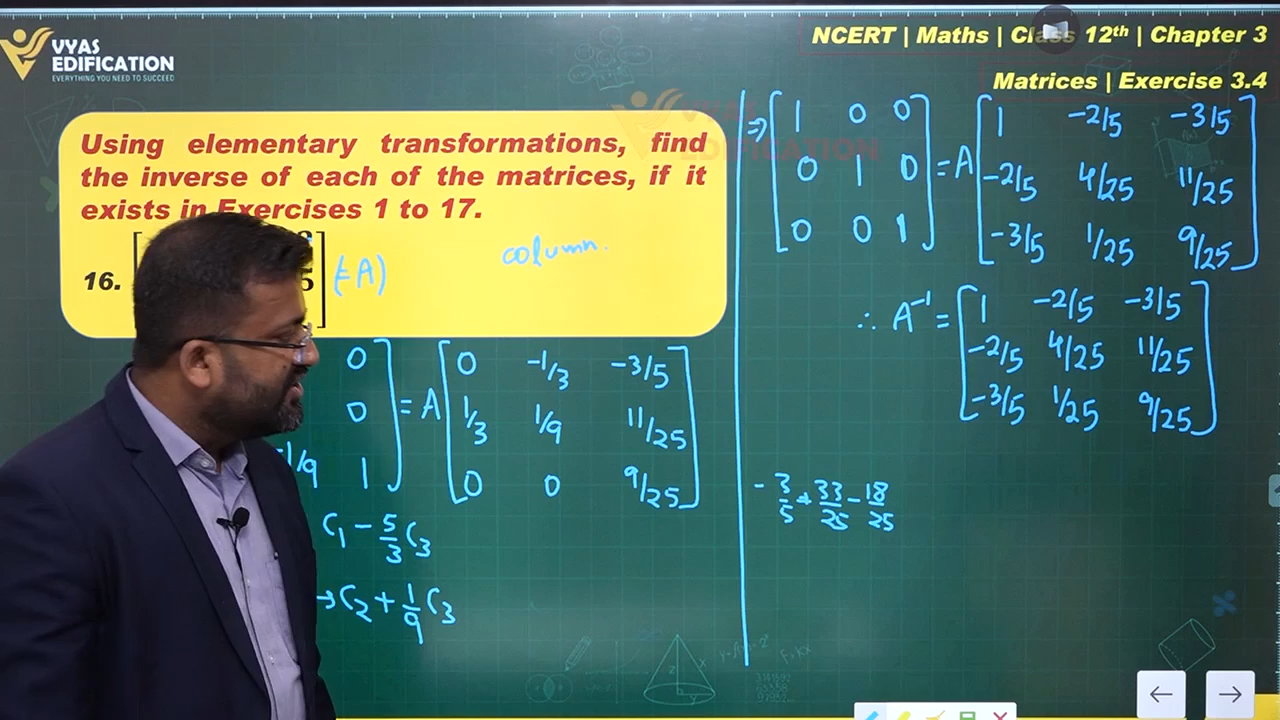 VYAS
EDIFICATION
EVERYTHING YOU NEED TO SUCCEED
NCERT | Maths | Class 12th | Chapter 3
Matrices | Exercise 3.4
Using elementary transformations, find
the inverse of each of the matrices, if it
exists in Exercises 1 to 17.
16. (=A)
column.
0
0 = A [0 -1/3 -3/5
1/3 1/9 11/25
-1/9 1] 0 0 9/25]
C1 - 5/3 C3
→ C2 + 1/9 C3
⇒ [1 0 0
0 1 0
0 0 1] = A [1 -2/5 -3/5
-2/5 4/25 11/25
-3/5 1/25 9/25]
∴ A⁻¹ = [1 -2/5 -3/5
-2/5 4/25 11/25
-3/5 1/25 9/25]
-3/5 + 33/25 - 18/25